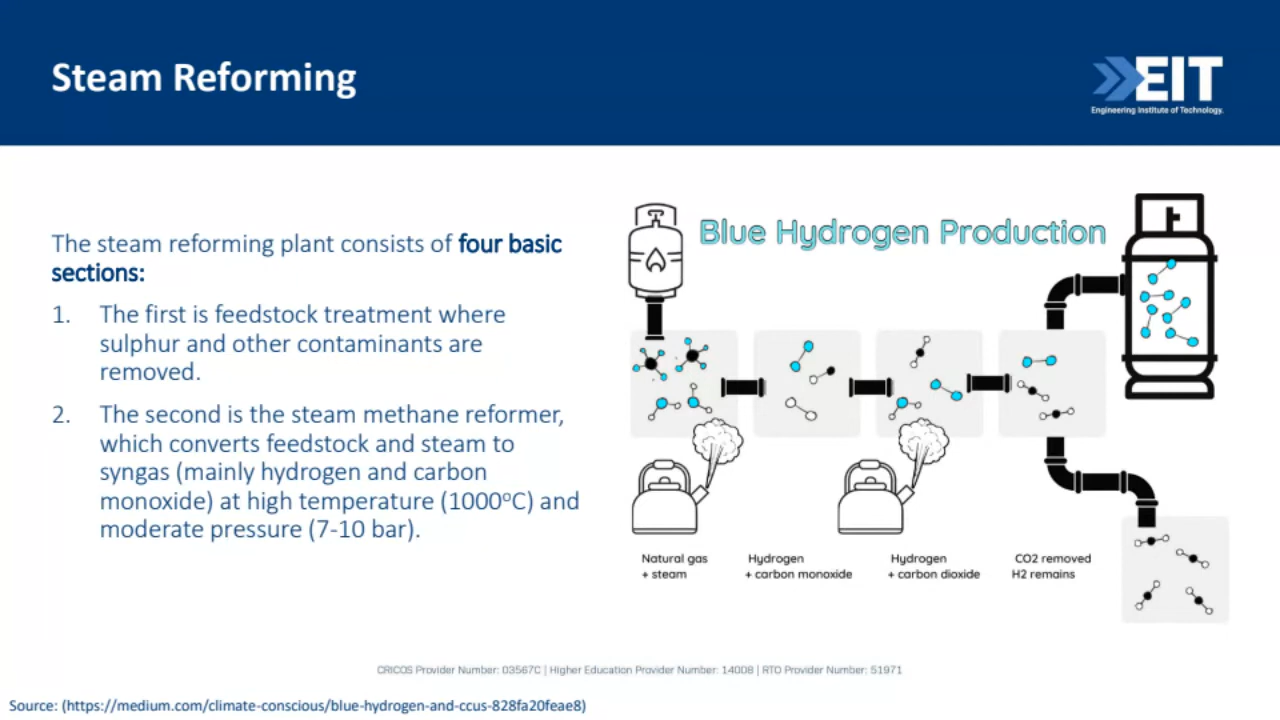 Steam Reforming
EIT
Engineering Institute of Technology.
The steam reforming plant consists of four basic
sections:
1. The first is feedstock treatment where
sulphur and other contaminants are
removed.
2. The second is the steam methane reformer,
which converts feedstock and steam to
syngas (mainly hydrogen and carbon
monoxide) at high temperature (1000ºC) and
moderate pressure (7-10 bar).
Blue Hydrogen Production
Natural gas
+ steam
Hydrogen
+ carbon monoxide
Hydrogen
+ carbon dioxide
CO2 removed
H2 remains
CRICOS Provider Number: 03567C | Higher Education Provider Number: 14008 | RTO Provider Number: 51971
Source: (https://medium.com/climate-conscious/blue-hydrogen-and-ccus-828fa20feae8)